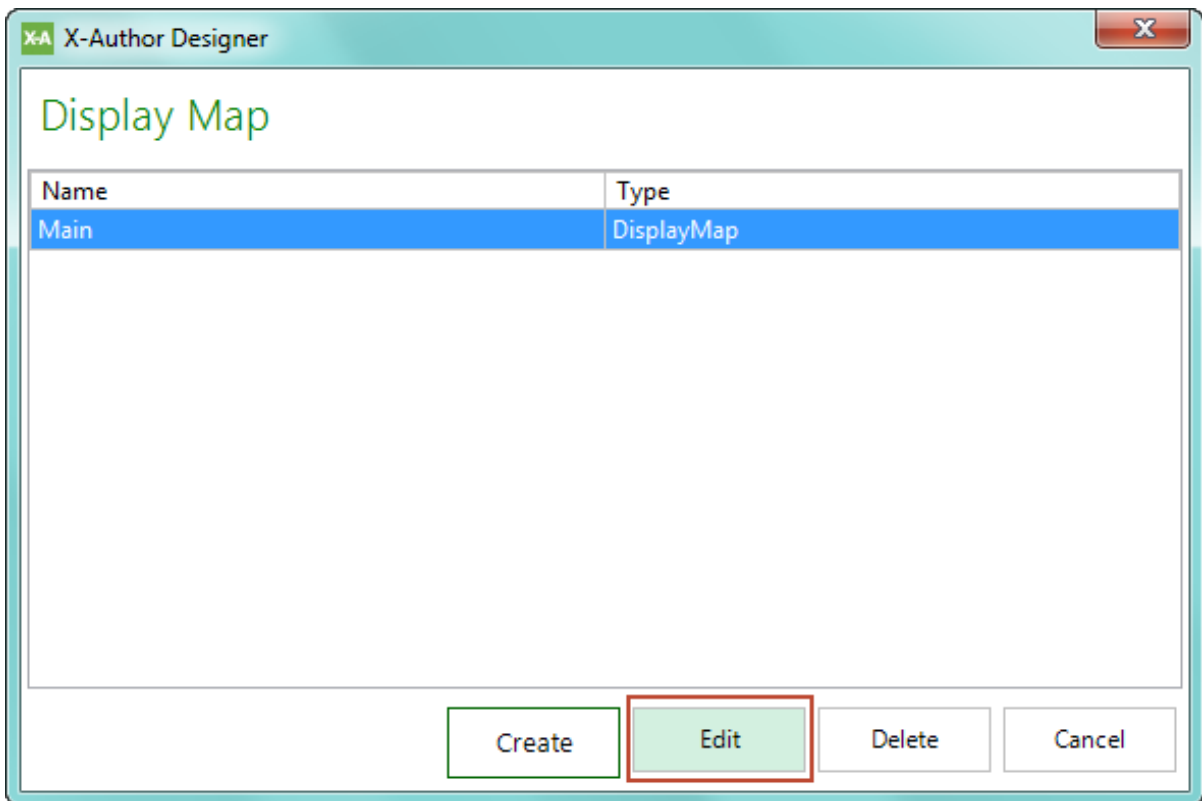 X-A X-Author Designer
Display Map
Name Type
Main DisplayMap
Create Edit Delete Cancel